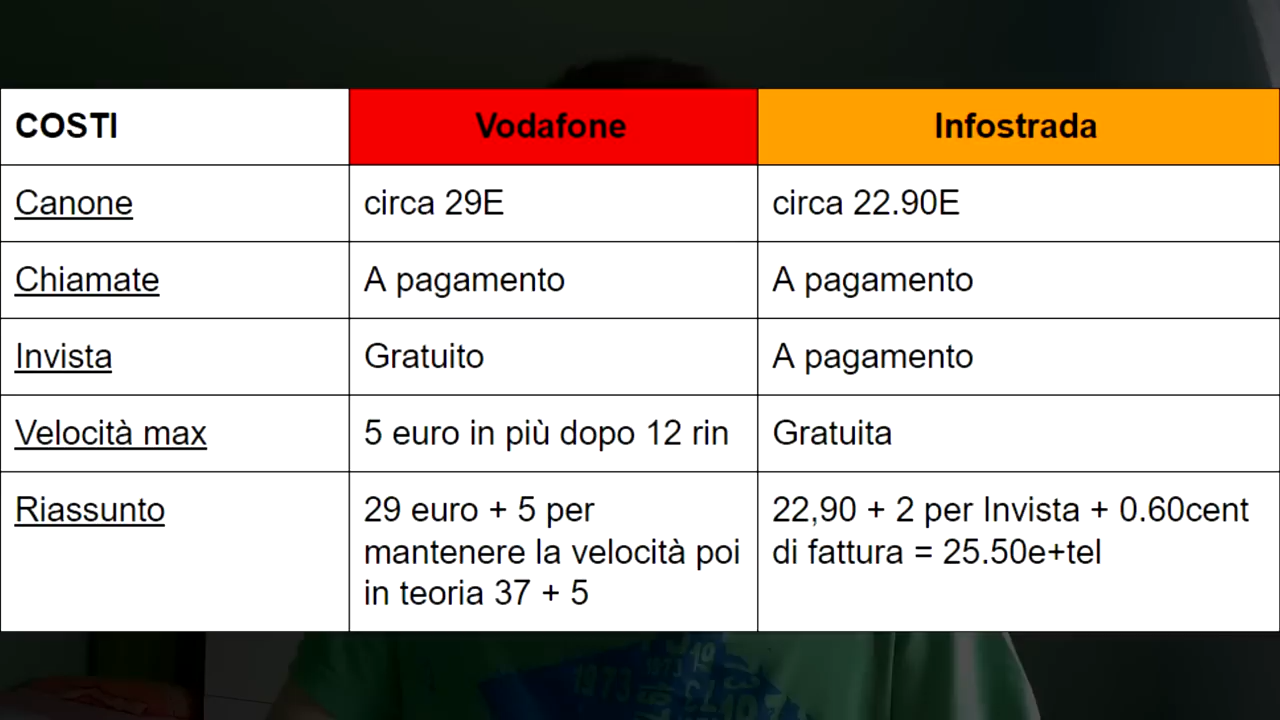 COSTI Vodafone Infostrada
Canone circa 29E circa 22.90E
Chiamate A pagamento A pagamento
Invista Gratuito A pagamento
Velocità max 5 euro in più dopo 12 rin Gratuita
Riassunto 29 euro + 5 per 22,90 + 2 per Invista + 0.60cent
mantenere la velocità poi di fattura = 25.50e+tel
in teoria 37 + 5
1973
1973